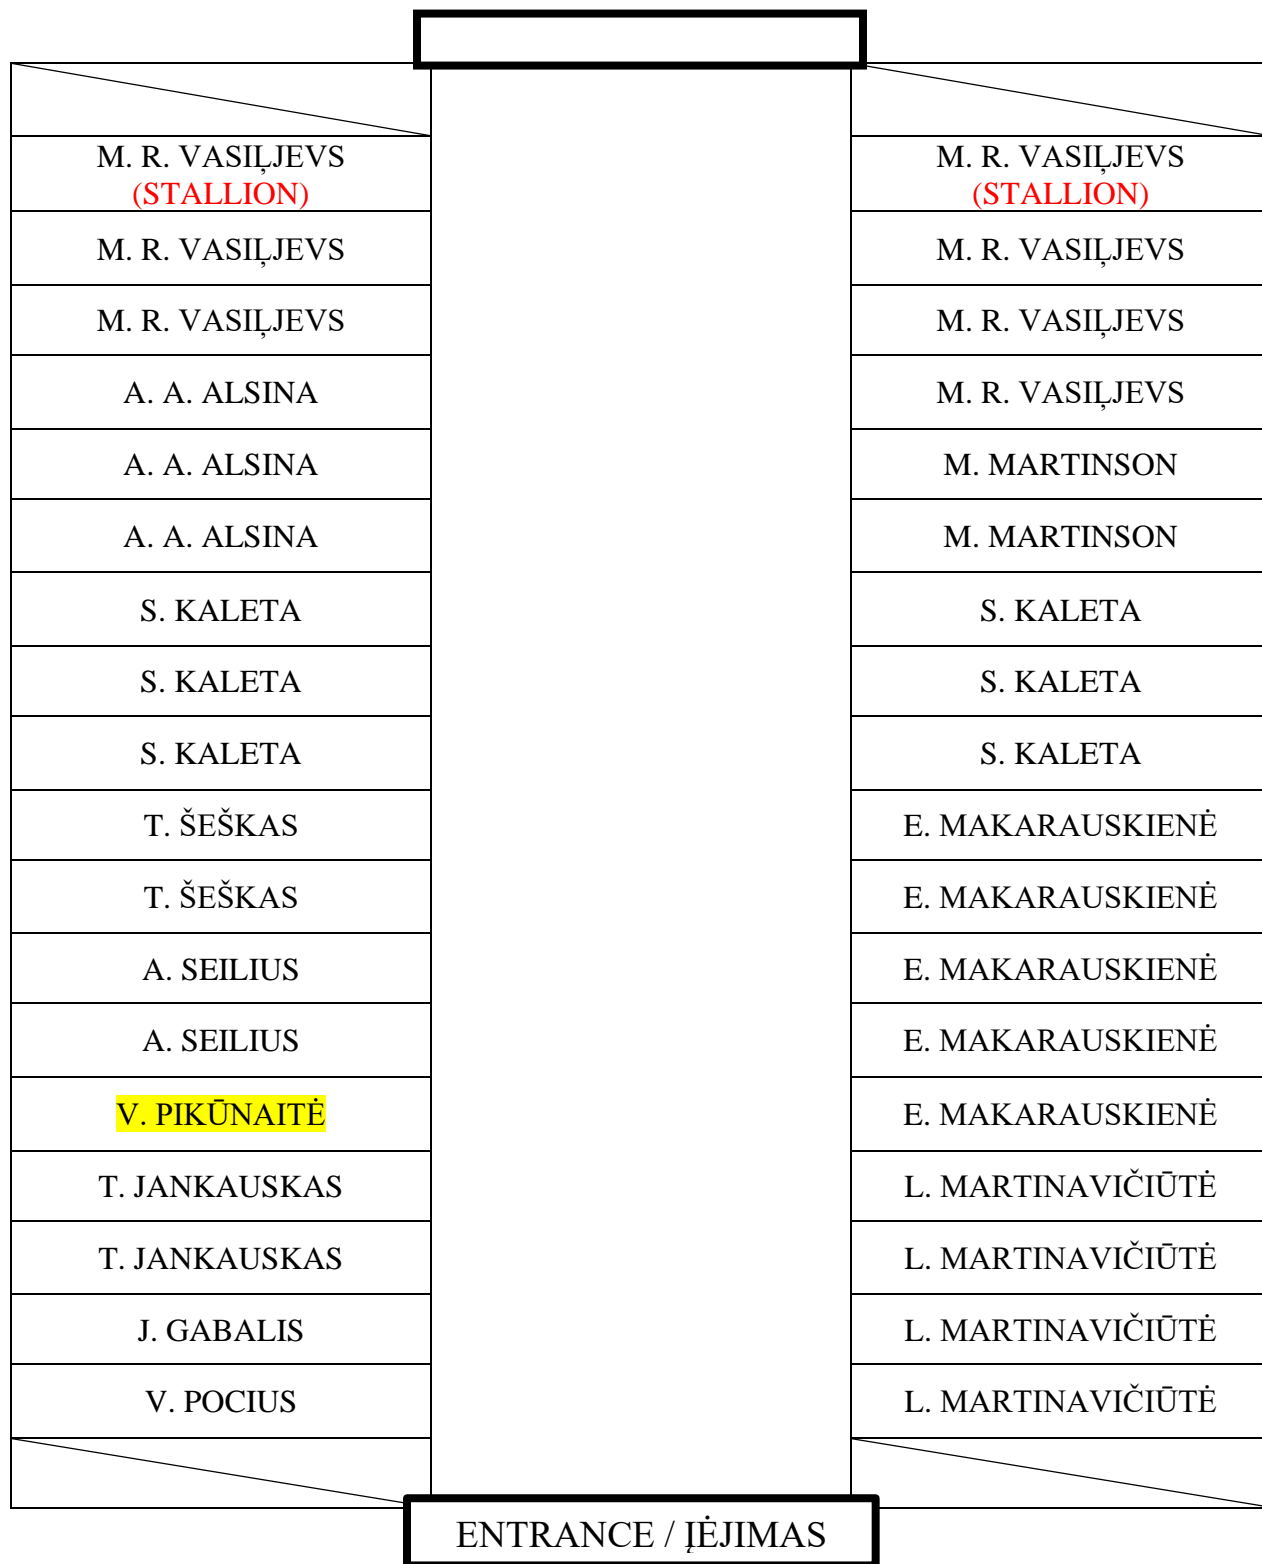 M. R. VASIĻJEVS
(STALLION)
M. R. VASIĻJEVS
M. R. VASIĻJEVS
A. A. ALSINA
A. A. ALSINA
A. A. ALSINA
S. KALETA
S. KALETA
S. KALETA
T. ŠEŠKAS
T. ŠEŠKAS
A. SEILIUS
A. SEILIUS
V. PIKŪNAITĖ
T. JANKAUSKAS
T. JANKAUSKAS
J. GABALIS
V. POCIUS
M. R. VASIĻJEVS
(STALLION)
M. R. VASIĻJEVS
M. R. VASIĻJEVS
M. R. VASIĻJEVS
M. MARTINSON
M. MARTINSON
S. KALETA
S. KALETA
S. KALETA
E. MAKARAUSKIENĖ
E. MAKARAUSKIENĖ
E. MAKARAUSKIENĖ
E. MAKARAUSKIENĖ
E. MAKARAUSKIENĖ
L. MARTINAVIČIŪTĖ
L. MARTINAVIČIŪTĖ
L. MARTINAVIČIŪTĖ
L. MARTINAVIČIŪTĖ
ENTRANCE / ĮĖJIMAS